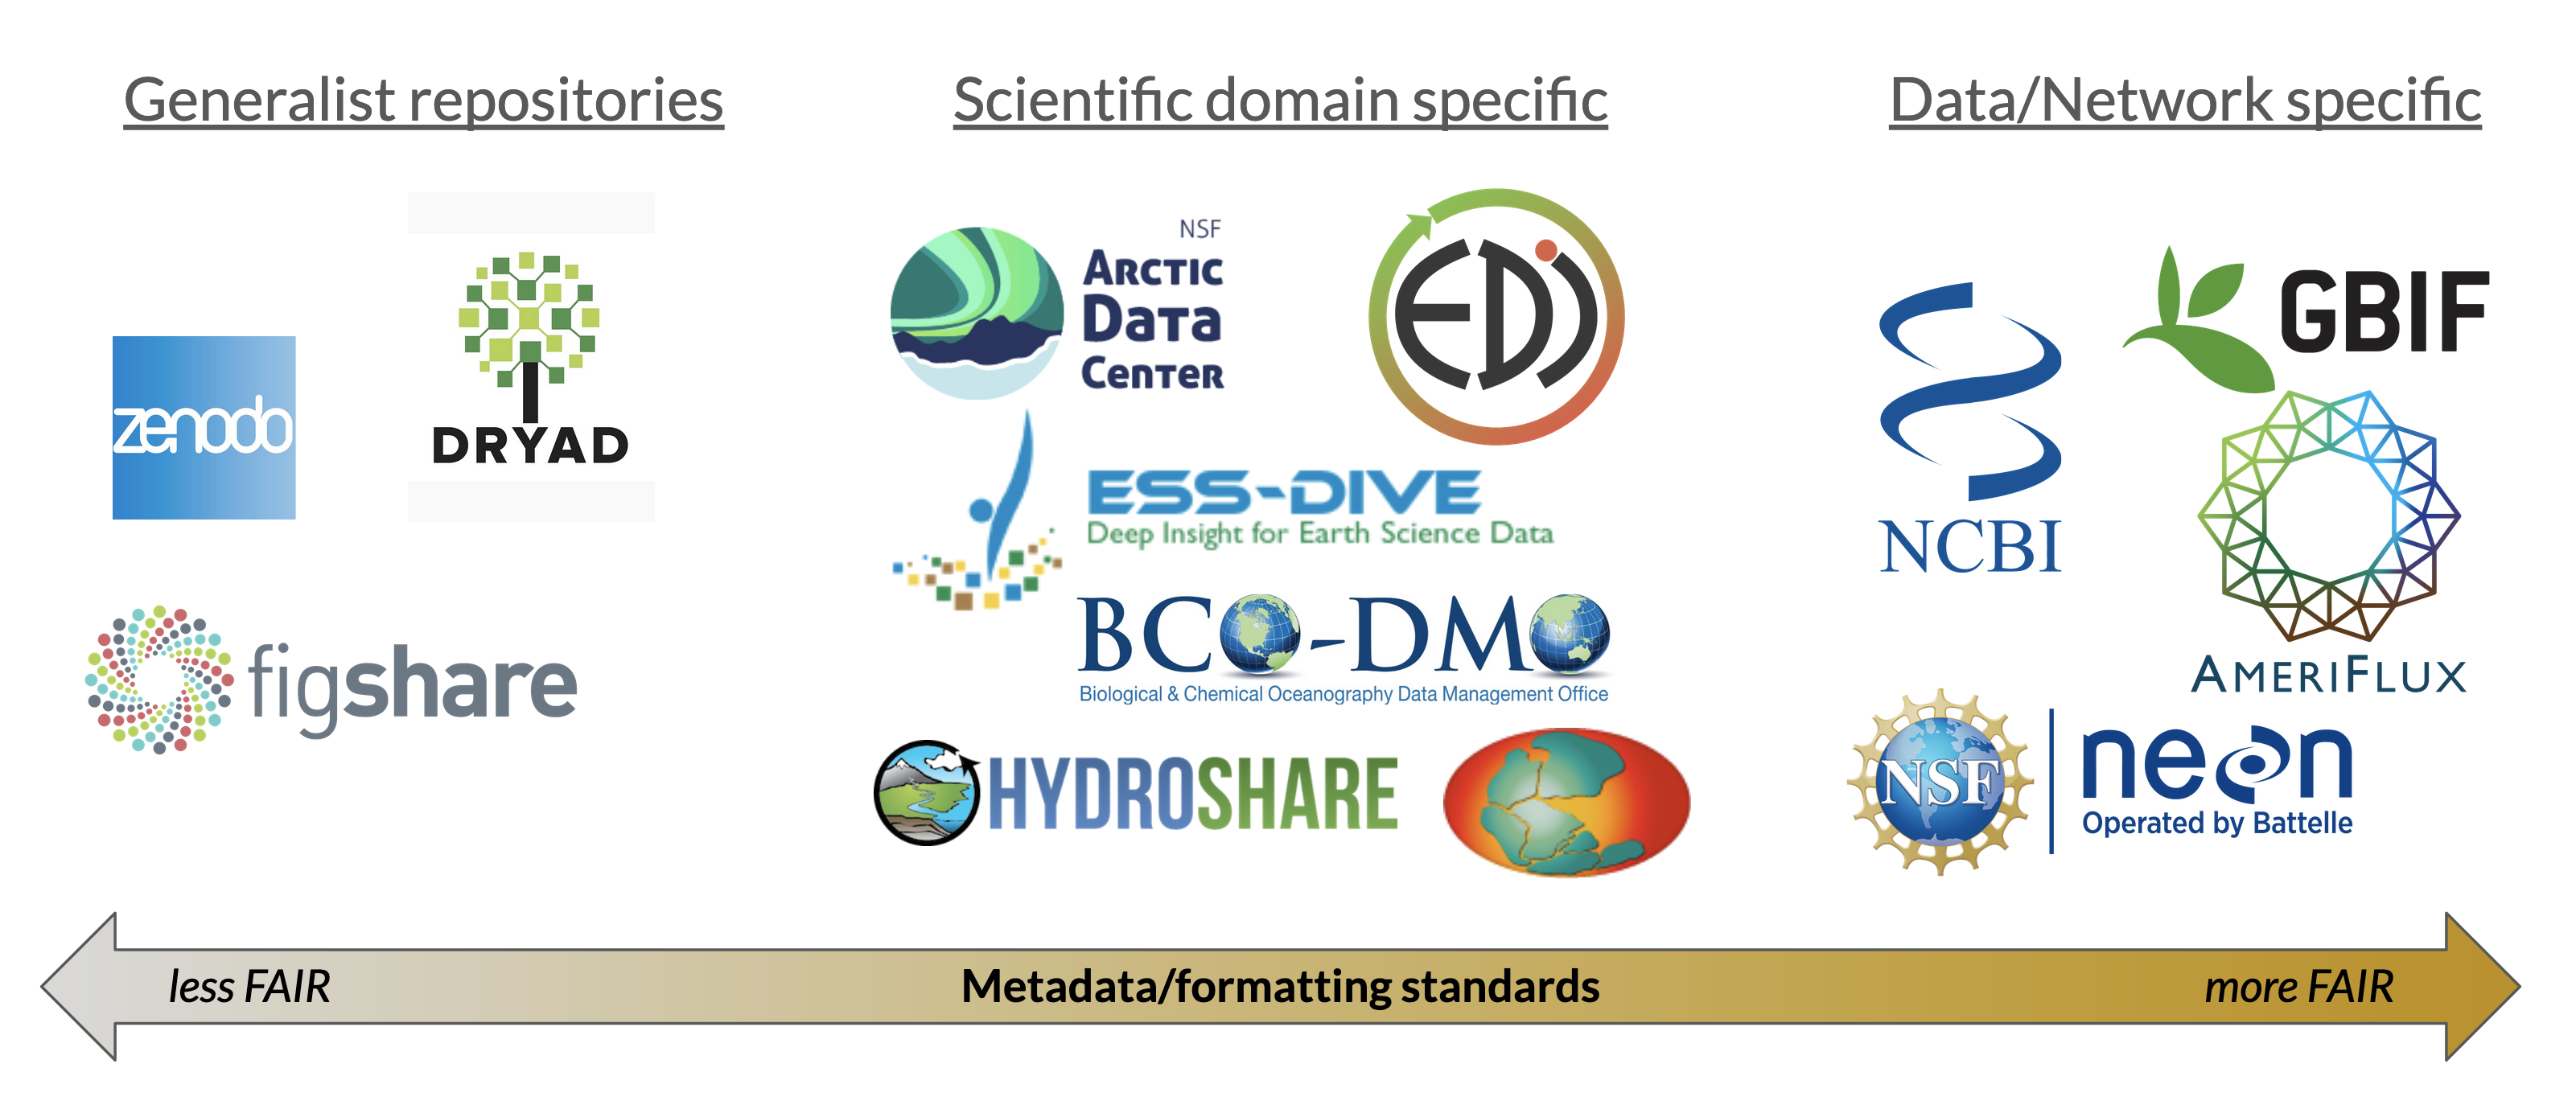 Generalist repositories
Scientific domain specific
Data/Network specific
zenodo
DRYAD
figshare
NSF
ARCTIC
DATA
CENTER
EDI
ESS-DIVE
Deep Insight for Earth Science Data
BCO-DMO
Biological & Chemical Oceanography Data Management Office
HYDROSHARE
NCBI
GBIF
AMERIFLUX
NSF
neon
Operated by Battelle
less FAIR
Metadata/formatting standards
more FAIR